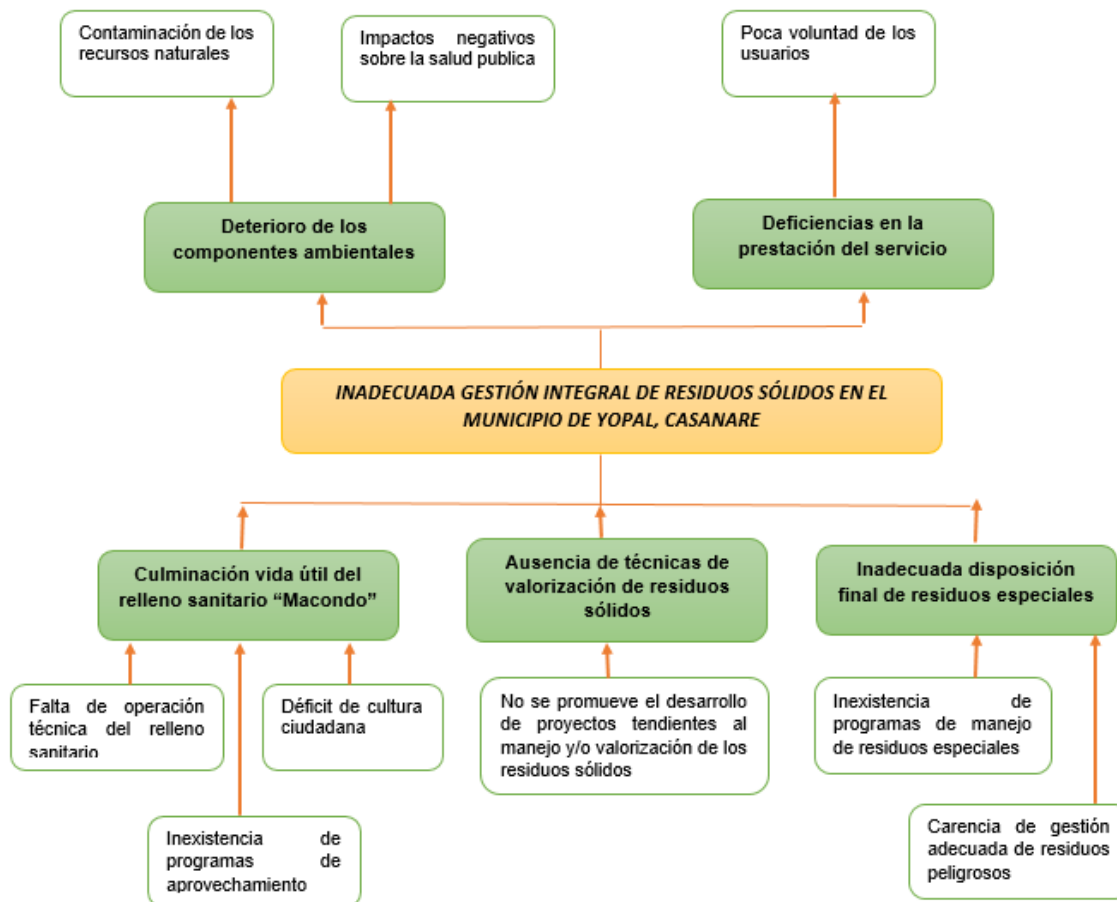 Contaminación de los
recursos naturales
Impactos negativos
sobre la salud publica
Poca voluntad de los
usuarios
Deterioro de los
componentes ambientales
Deficiencias en la
prestación del servicio
INADECUADA GESTIÓN INTEGRAL DE RESIDUOS SÓLIDOS EN EL
MUNICIPIO DE YOPAL, CASANARE
Culminación vida útil del
relleno sanitario “Macondo”
Ausencia de técnicas de
valorización de residuos
sólidos
Inadecuada disposición
final de residuos especiales
Falta de operación
técnica del relleno
sanitario
Déficit de cultura
ciudadana
No se promueve el desarrollo
de proyectos tendientes al
manejo y/o valorización de los
residuos sólidos
Inexistencia de
programas de manejo
de residuos especiales
Inexistencia de
programas de
aprovechamiento
Carencia de gestión
adecuada de residuos
peligrosos